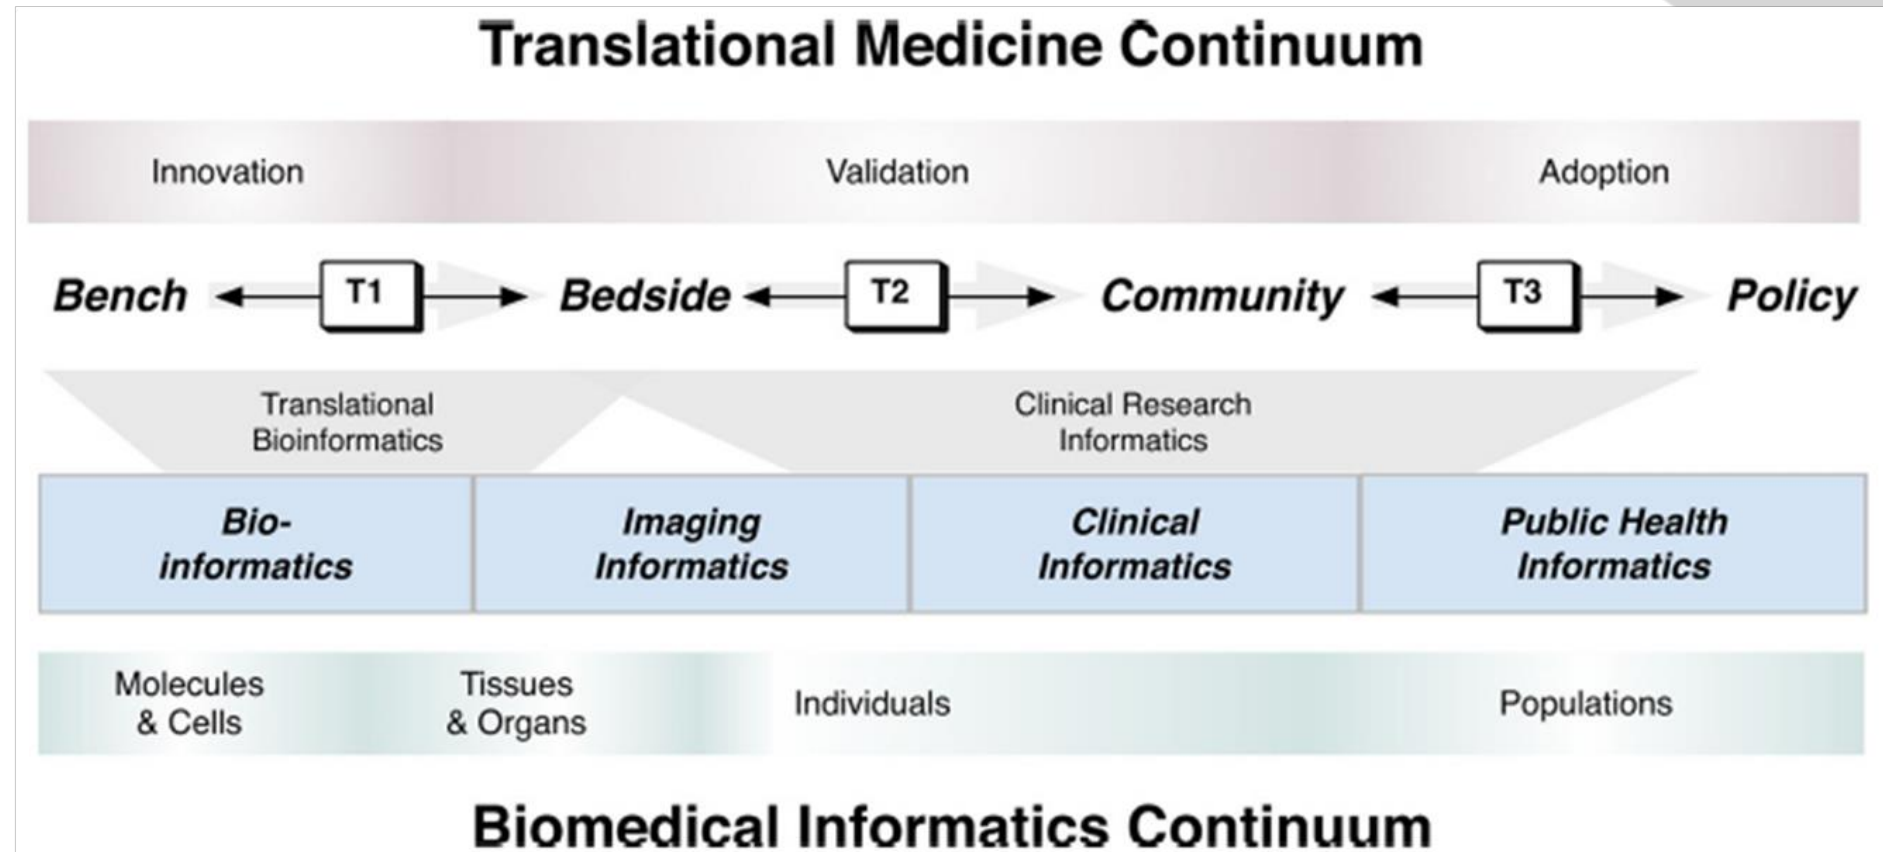 Translational Medicine Continuum
Innovation Validation Adoption
Bench T1 Bedside T2 Community T3 Policy
Translational
Bioinformatics
Clinical Research
Informatics
Bio-
informatics
Imaging
Informatics
Clinical
Informatics
Public Health
Informatics
Molecules
& Cells
Tissues
& Organs
Individuals
Populations
Biomedical Informatics Continuum